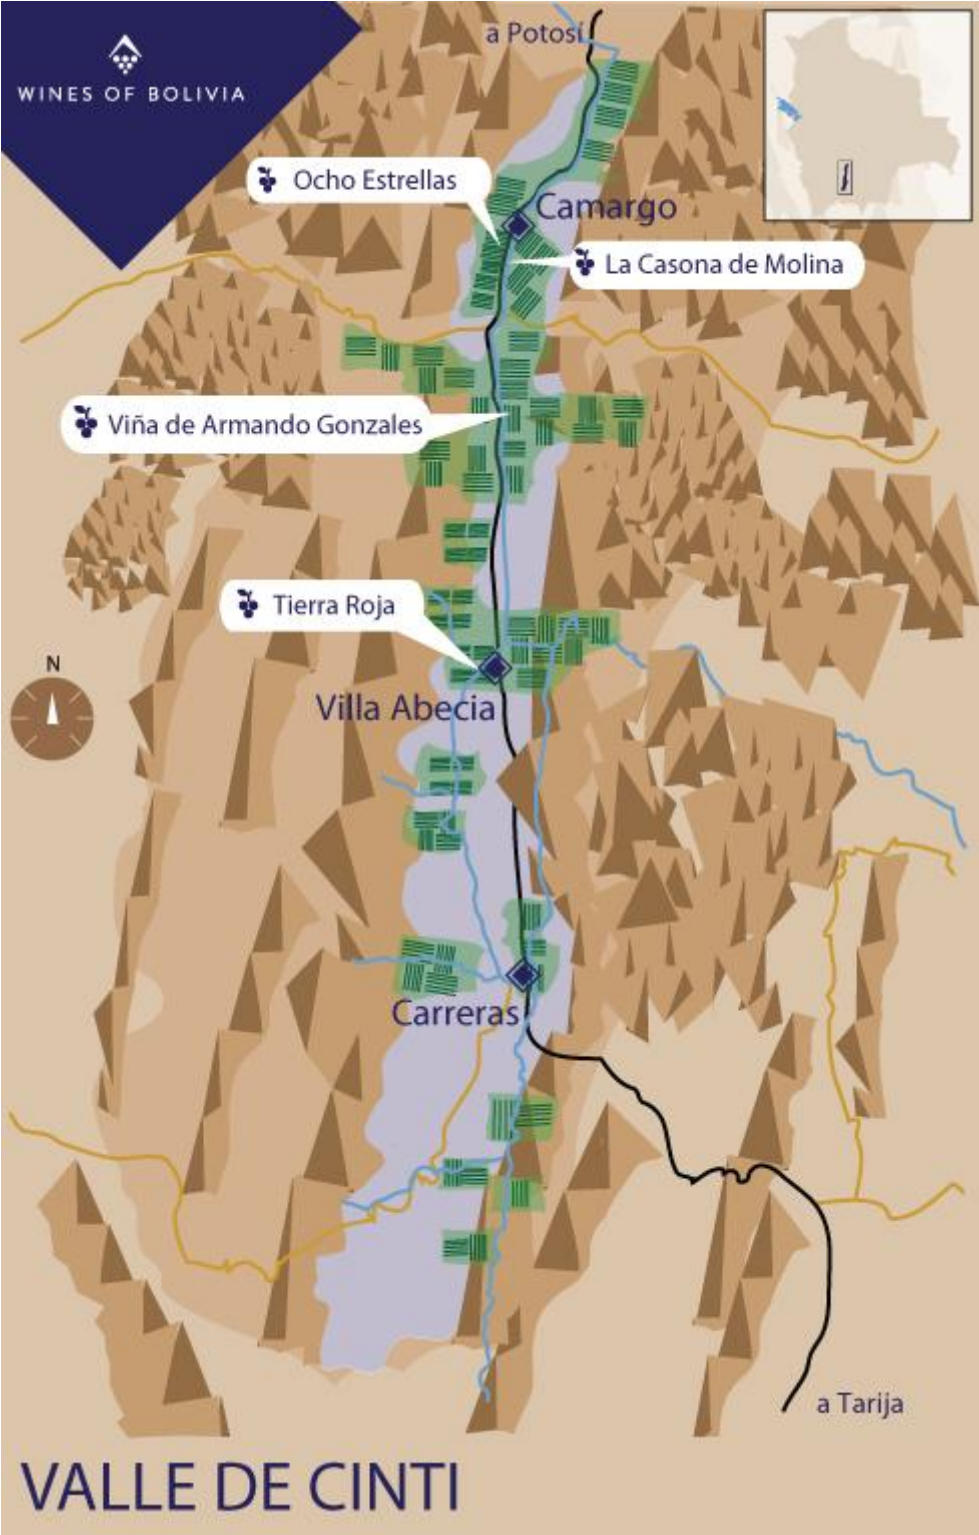 a Potosí
WINES OF BOLIVIA
Ocho Estrellas
Camargo
La Casona de Molina
Viña de Armando Gonzales
Tierra Roja
N
Villa Abecia
Carreras
a Tarija
VALLE DE CINTI